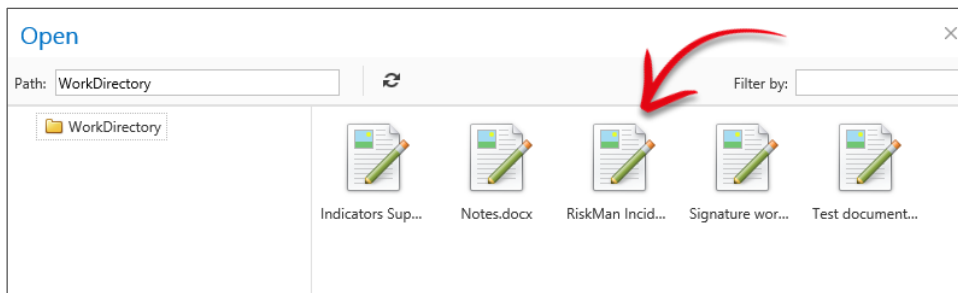 Open
Path: WorkDirectory Filter by:
WorkDirectory
Indicators Sup... Notes.docx RiskMan Incid... Signature wor... Test document...